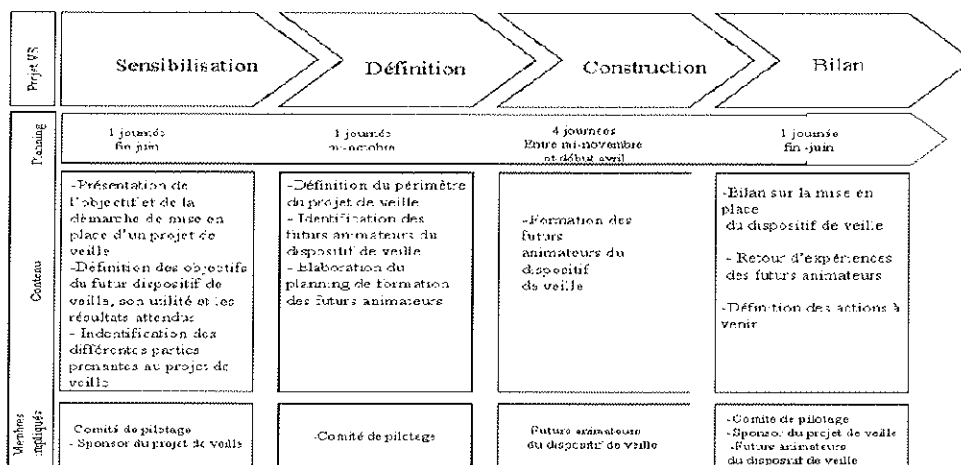 Projet VS
Sensibilisation
Définition
Construction
Bilan
Planning
1 journée
fin-juin
1 journée
mi-octobre
4 journées
Entre mi-novembre
et début avril
1 journée
fin-juin
Contenu
-Présentation de
l'objectif et de la
démarche de mise en
place d'un projet de
veille
-Définition des objectifs
du futur dispositif de
veille, son utilité et les
résultats attendus
- Indentification des
différentes parties
prenantes au projet de
veille
-Définition du périmètre
du projet de veille
- Identification des
futurs animateurs du
dispositif de veille
- Elaboration du
planning de formation
des futurs animateurs
-Formation des
futurs
animateurs du
dispositif
de veille
-Bilan sur la mise en
place
du dispositif de veille
- Retour d'expériences
des futurs animateurs
-Définition des actions à
venir
Membres
impliqués
Comité de pilotage
- Sponsor du projet de veille
-Comité de pilotage
Futurs animateurs
du dispositif de veille
-Comité de pilotage
-Sponsor du projet de veille
-Futurs animateurs
du dispositif de veille